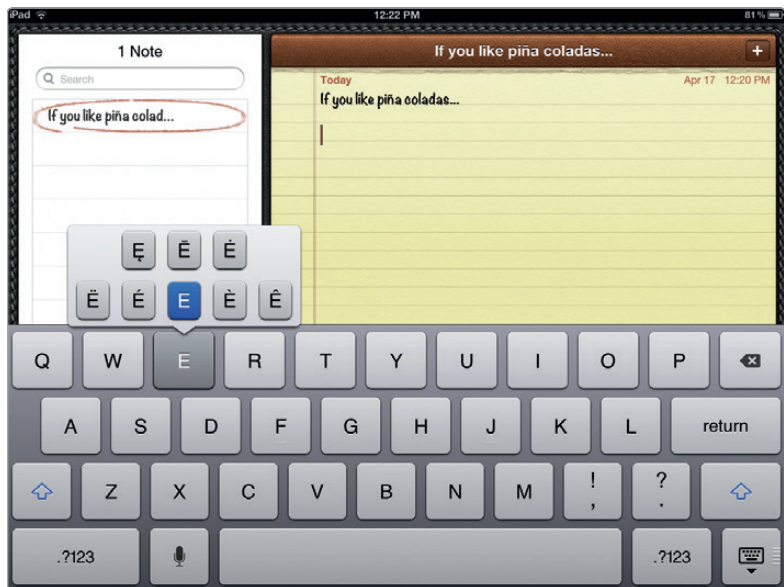 iPad 12:22 PM 81%
1 Note
If you like piña coladas...
+
Search
Today Apr 17 12:20 PM
If you like piña colad...
If you like piña coladas...
Ę Ē Ė
Ë É E È Ê
Q W E R T Y U I O P
A S D F G H J K L return
Z X C V B N M ! , ? .
.?123 .?123